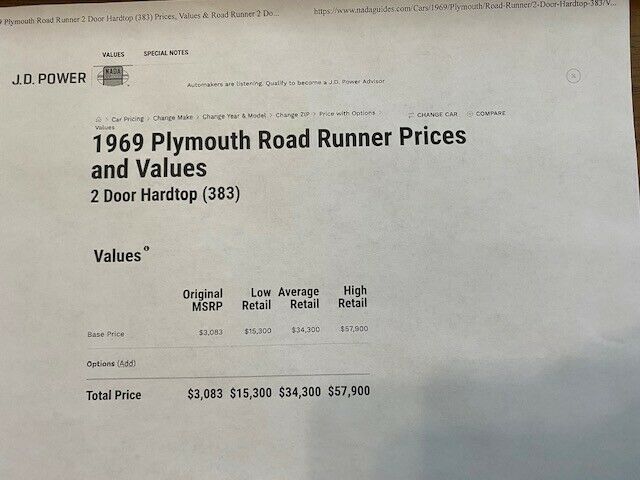 9 Plymouth Road Runner 2 Door Hardtop (383) Prices, Values & Road Runner 2 Do... https://www.nadaguides.com/Cars/1969/Plymouth/Road-Runner/2-Door-Hardtop-383/V...
VALUES SPECIAL NOTES
J.D. POWER NADA
Automakers are listening. Qualify to become a J.D. Power Advisor
> Car Pricing > Change Make > Change Year & Model > Change ZIP > Price with Options > CHANGE CAR COMPARE
Values
1969 Plymouth Road Runner Prices
and Values
2 Door Hardtop (383)
Values
Original MSRP Low Retail Average Retail High Retail
Base Price $3,083 $15,300 $34,300 $57,900
Options (Add)
Total Price $3,083 $15,300 $34,300 $57,900